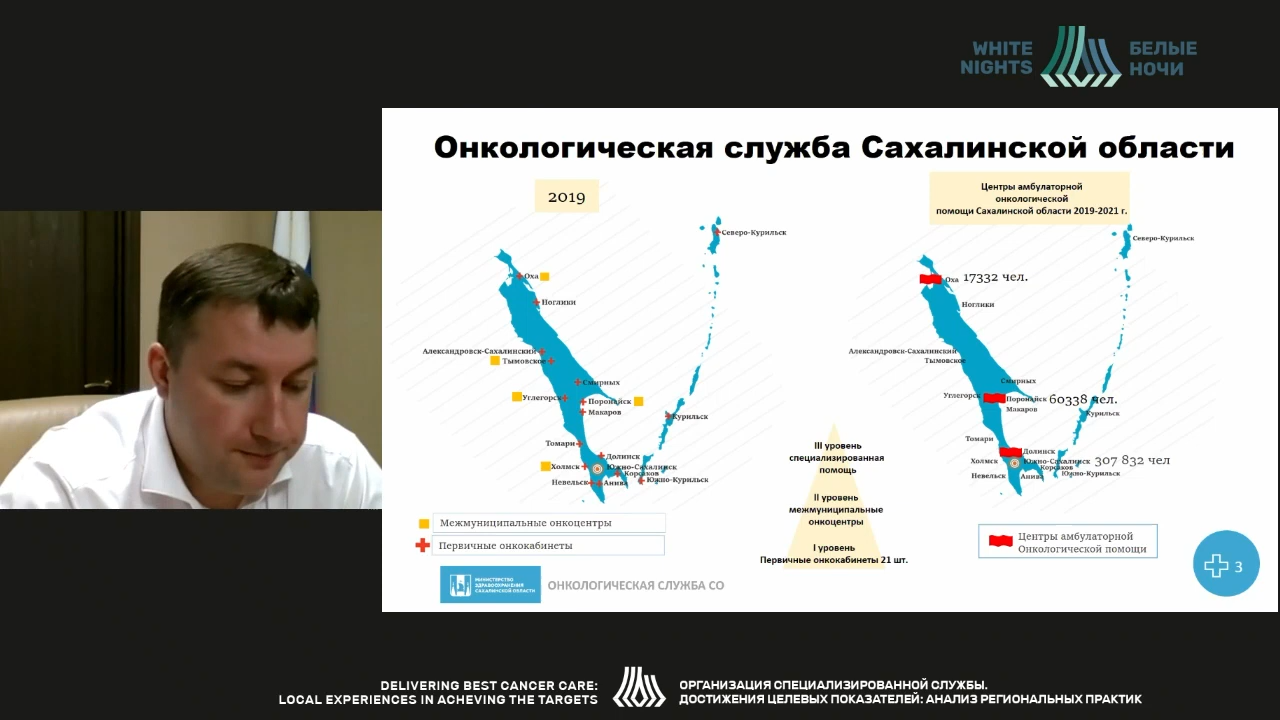 WHITE
NIGHTS
БЕЛЫЕ
НОЧИ
Онкологическая служба Сахалинской области
2019
Северо-Курильск
Оха
Ноглики
Александровск-Сахалинский
Тымовское
Смирных
Углегорск
Поронайск
Макаров
Курильск
Томари
Долинск
Холмск
Южно-Сахалинск
Корсаков
Невельск
Анива
Южно-Курильск
Межмуниципальные онкоцентры
Первичные онкокабинеты
III уровень
специализированная
помощь
II уровень
межмуниципальные
онкоцентры
I уровень
Первичные онкокабинеты 21 шт.
Центры амбулаторной
онкологической
помощи Сахалинской области 2019-2021 г.
Северо-Курильск
Оха 17332 чел.
Ноглики
Александровск-Сахалинский
Тымовское
Смирных
Углегорск
Поронайск 60338 чел.
Макаров
Курильск
Томари
Долинск
Холмск
Южно-Сахалинск 307 832 чел
Корсаков
Невельск
Анива
Южно-Курильск
Центры амбулаторной
Онкологической помощи
МИНИСТЕРСТВО
ЗДРАВООХРАНЕНИЯ
САХАЛИНСКОЙ ОБЛАСТИ
ОНКОЛОГИЧЕСКАЯ СЛУЖБА СО
3
DELIVERING BEST CANCER CARE:
LOCAL EXPERIENCES IN ACHEVING THE TARGETS
ОРГАНИЗАЦИЯ СПЕЦИАЛИЗИРОВАННОЙ СЛУЖБЫ.
ДОСТИЖЕНИЯ ЦЕЛЕВЫХ ПОКАЗАТЕЛЕЙ: АНАЛИЗ РЕГИОНАЛЬНЫХ ПРАКТИК